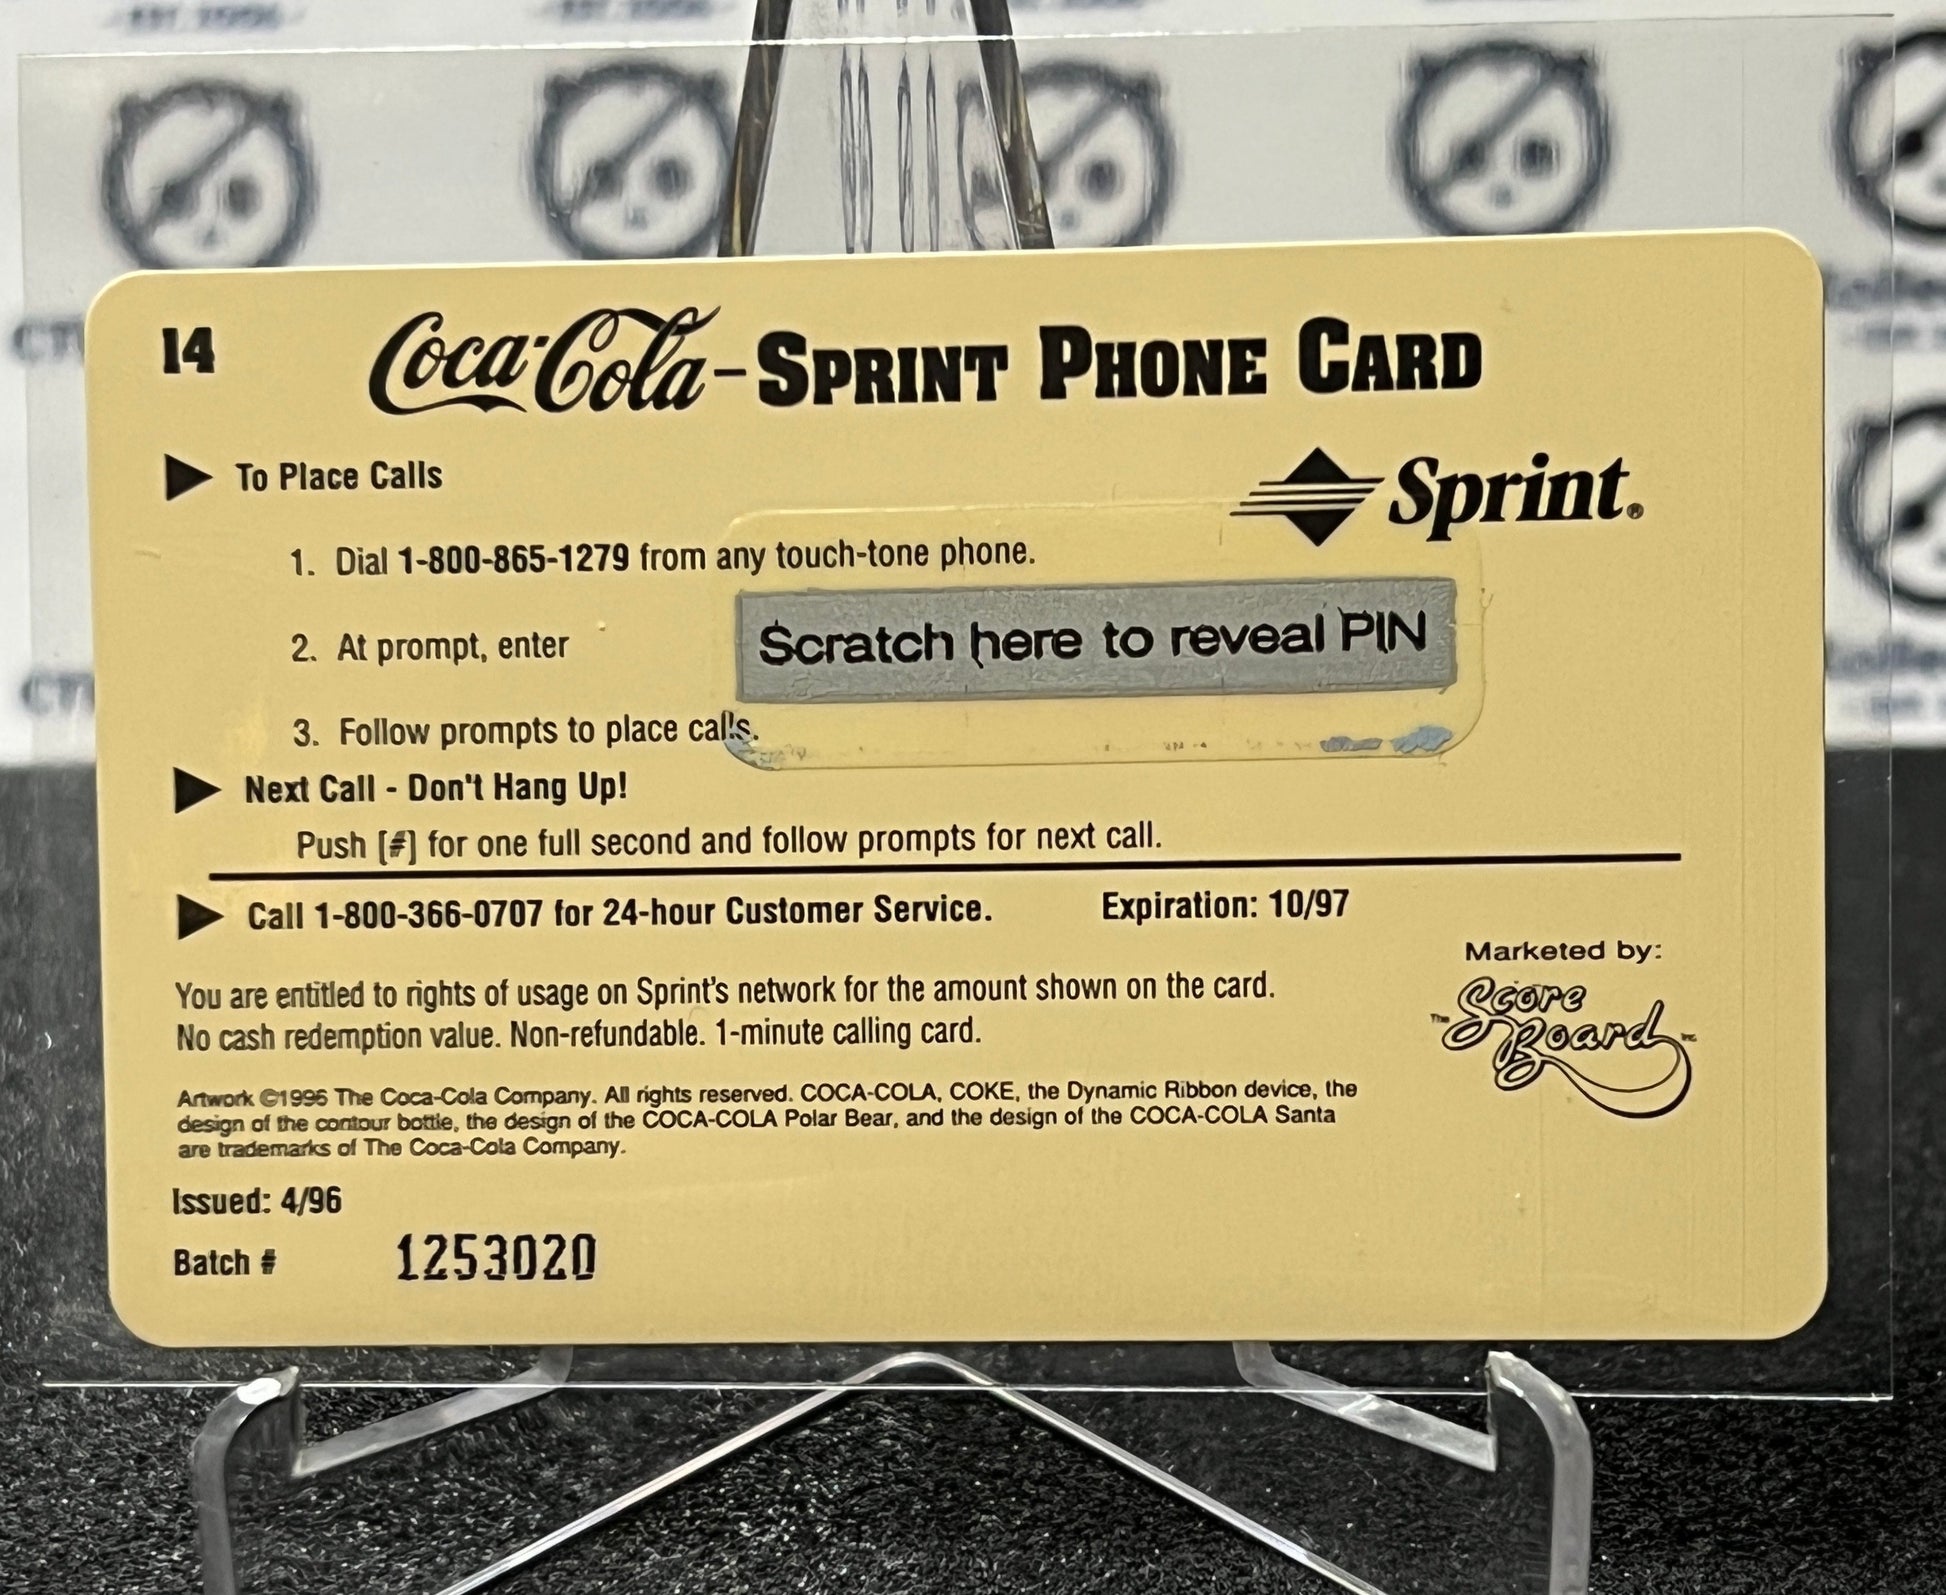 14
Coca-Cola-SPRINT PHONE CARD
Sprint®
To Place Calls
1. Dial 1-800-865-1279 from any touch-tone phone.
2. At prompt, enter
Scratch here to reveal PIN
3. Follow prompts to place calls.
Next Call - Don't Hang Up!
Push [#] for one full second and follow prompts for next call.
Call 1-800-366-0707 for 24-hour Customer Service. Expiration: 10/97
Marketed by:
The
Score
Board
You are entitled to rights of usage on Sprint's network for the amount shown on the card.
No cash redemption value. Non-refundable. 1-minute calling card.
Artwork ©1996 The Coca-Cola Company. All rights reserved. COCA-COLA, COKE, the Dynamic Ribbon device, the
design of the contour bottle, the design of the COCA-COLA Polar Bear, and the design of the COCA-COLA Santa
are trademarks of The Coca-Cola Company.
Issued: 4/96
Batch # 1253020